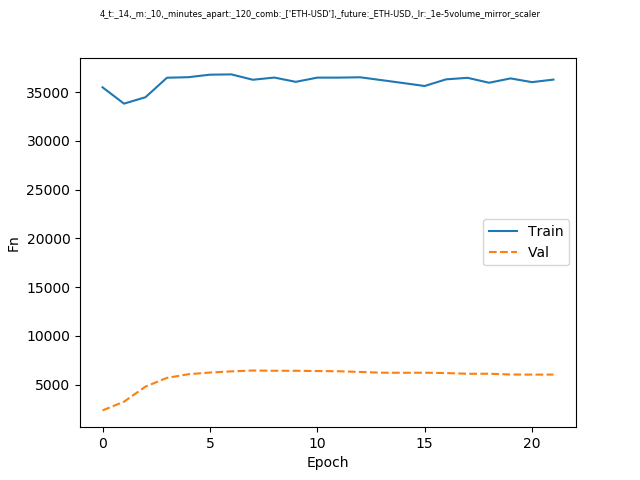 4_t:_14,_m:_10,_minutes_apart:_120_comb:_['ETH-USD'],_future:_ETH-USD,_lr:_1e-5volume_mirror_scaler
35000
30000
25000
20000
15000
10000
5000
Fn
Train
Val
0 5 10 15 20
Epoch